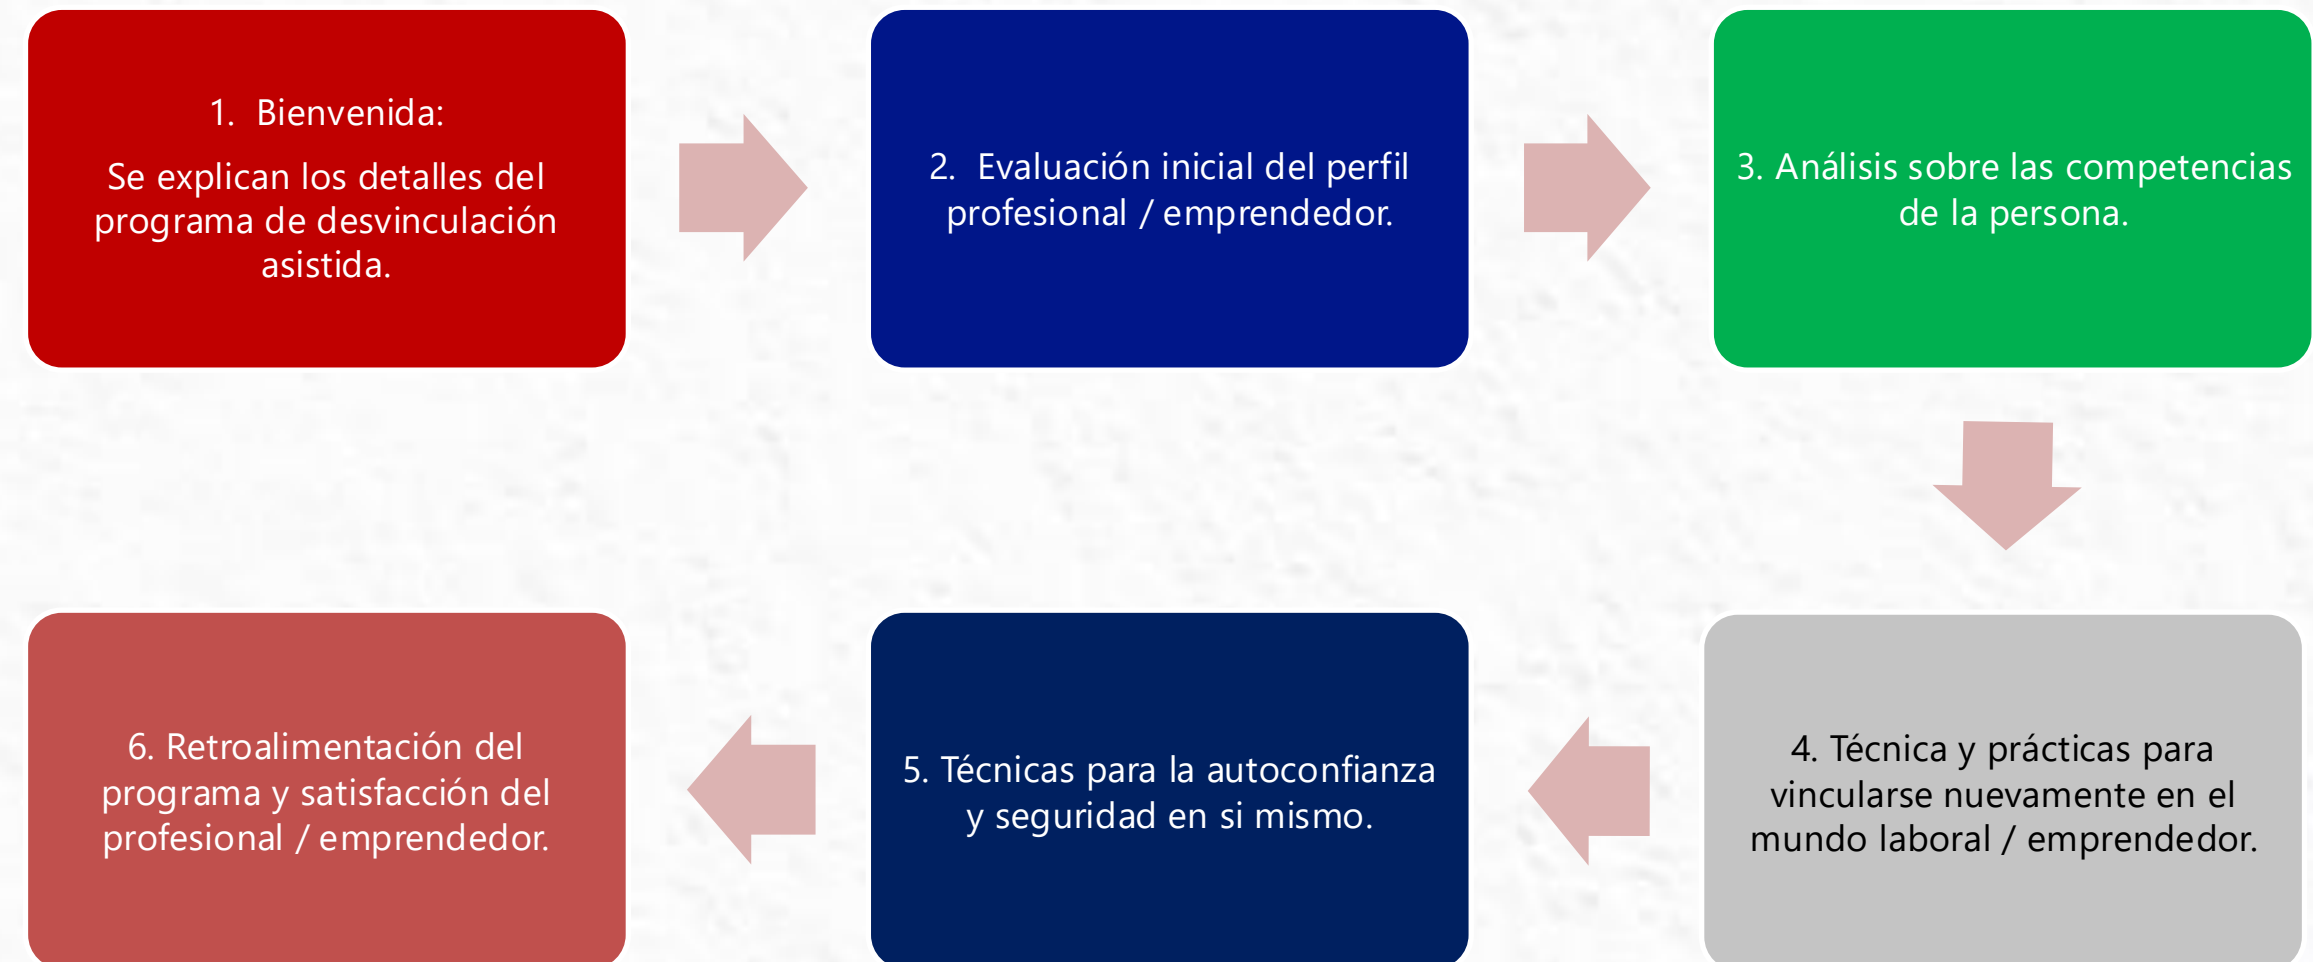 1. Bienvenida:
Se explican los detalles del
programa de desvinculación
asistida.
2. Evaluación inicial del perfil
profesional / emprendedor.
3. Análisis sobre las competencias
de la persona.
4. Técnica y prácticas para
vincularse nuevamente en el
mundo laboral / emprendedor.
5. Técnicas para la autoconfianza
y seguridad en si mismo.
6. Retroalimentación del
programa y satisfacción del
profesional / emprendedor.